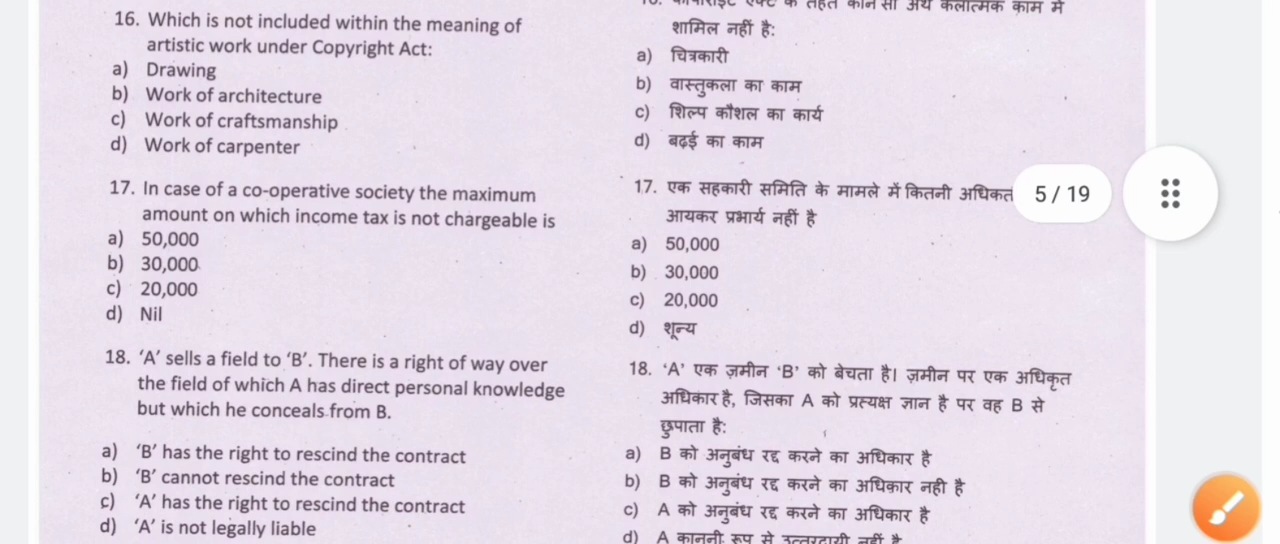 16. Which is not included within the meaning of
artistic work under Copyright Act:
a) Drawing
b) Work of architecture
c) Work of craftsmanship
d) Work of carpenter
17. In case of a co-operative society the maximum
amount on which income tax is not chargeable is
a) 50,000
b) 30,000
c) 20,000
d) Nil
18. ‘A’ sells a field to ‘B’. There is a right of way over
the field of which A has direct personal knowledge
but which he conceals from B.
a) ‘B’ has the right to rescind the contract
b) ‘B’ cannot rescind the contract
c) ‘A’ has the right to rescind the contract
d) ‘A’ is not legally liable
शामिल नहीं है:
a) चित्रकारी
b) वास्तुकला का काम
c) शिल्प कौशल का कार्य
d) बढ़ई का काम
17. एक सहकारी समिति के मामले में कितनी
आयकर प्रभार्य नहीं है
a) 50,000
b) 30,000
c) 20,000
d) शून्य
18. ‘A’ एक ज़मीन ‘B’ को बेचता है। ज़मीन पर एक अधिकृत
अधिकार है, जिसका A को प्रत्यक्ष ज्ञान है पर वह B से
छुपाता है:
a) B को अनुबंध रद्द करने का अधिकार है
b) B को अनुबंध रद्द करने का अधिकार नही है
c) A को अनुबंध रद्द करने का अधिकार है
d) A कानूनी रूप से उत्तरदायी नहीं है
5 / 19